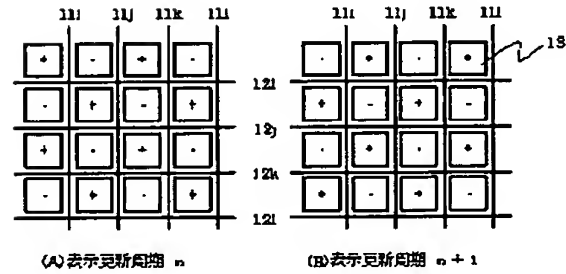 11i 11j 11k 11l 11i 11j 11k 11l
+ - + - - + - + 13
12i
- + - + + - + -
12j
+ - + - - + - +
12k
- + - + + - + -
12l
(A)表示更新周期 n (B)表示更新周期 n + 1